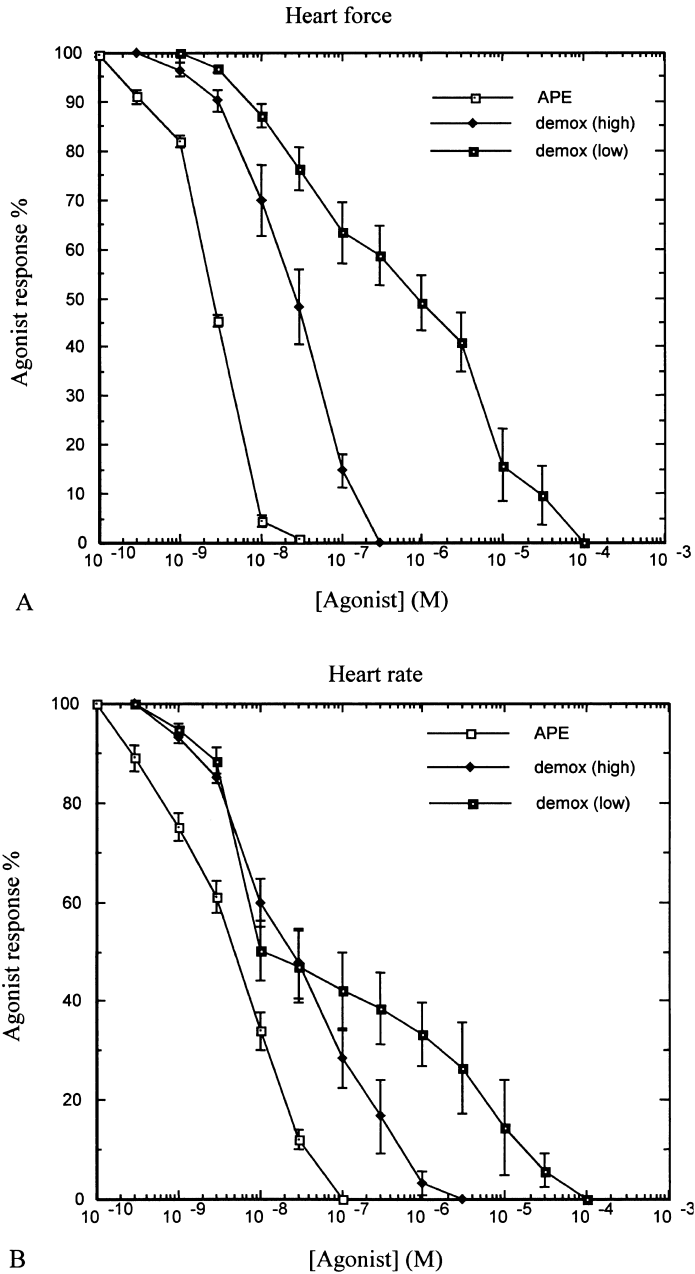 Heart force
100
90
80
70
60
50
40
30
20
10
0
Agonist response %
APE
demox (high)
demox (low)
10 -10 10 -9 10 -8 10 -7 10 -6 10 -5 10 -4 10 -3
A
[Agonist] (M)
Heart rate
100
80
60
40
20
0
Agonist response %
APE
demox (high)
demox (low)
10 -10 10 -9 10 -8 10 -7 10 -6 10 -5 10 -4 10 -3
B
[Agonist] (M)